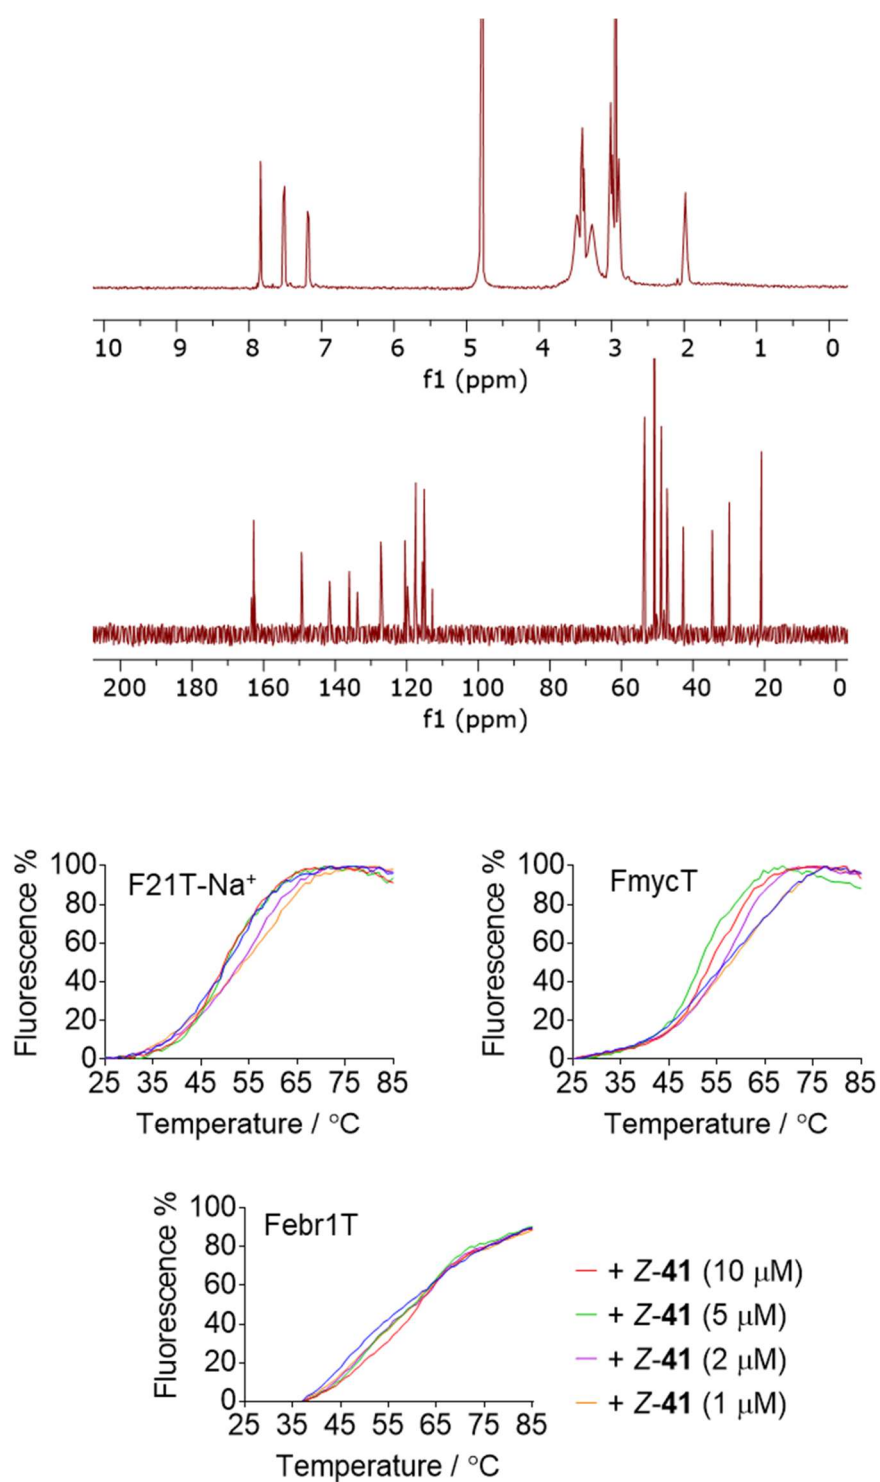 10 9 8 7 6 5 4 3 2 1 0
f1 (ppm)
200 180 160 140 120 100 80 60 40 20 0
f1 (ppm)
Fluorescence %
100
80
60
40
20
0
F21T-Na⁺
25 35 45 55 65 75 85
Temperature / °C
Fluorescence %
100
80
60
40
20
0
FmycT
25 35 45 55 65 75 85
Temperature / °C
Fluorescence %
100
80
60
40
20
0
Febr1T
25 35 45 55 65 75 85
Temperature / °C
+ Z-41 (10 μM)
+ Z-41 (5 μM)
+ Z-41 (2 μM)
+ Z-41 (1 μM)